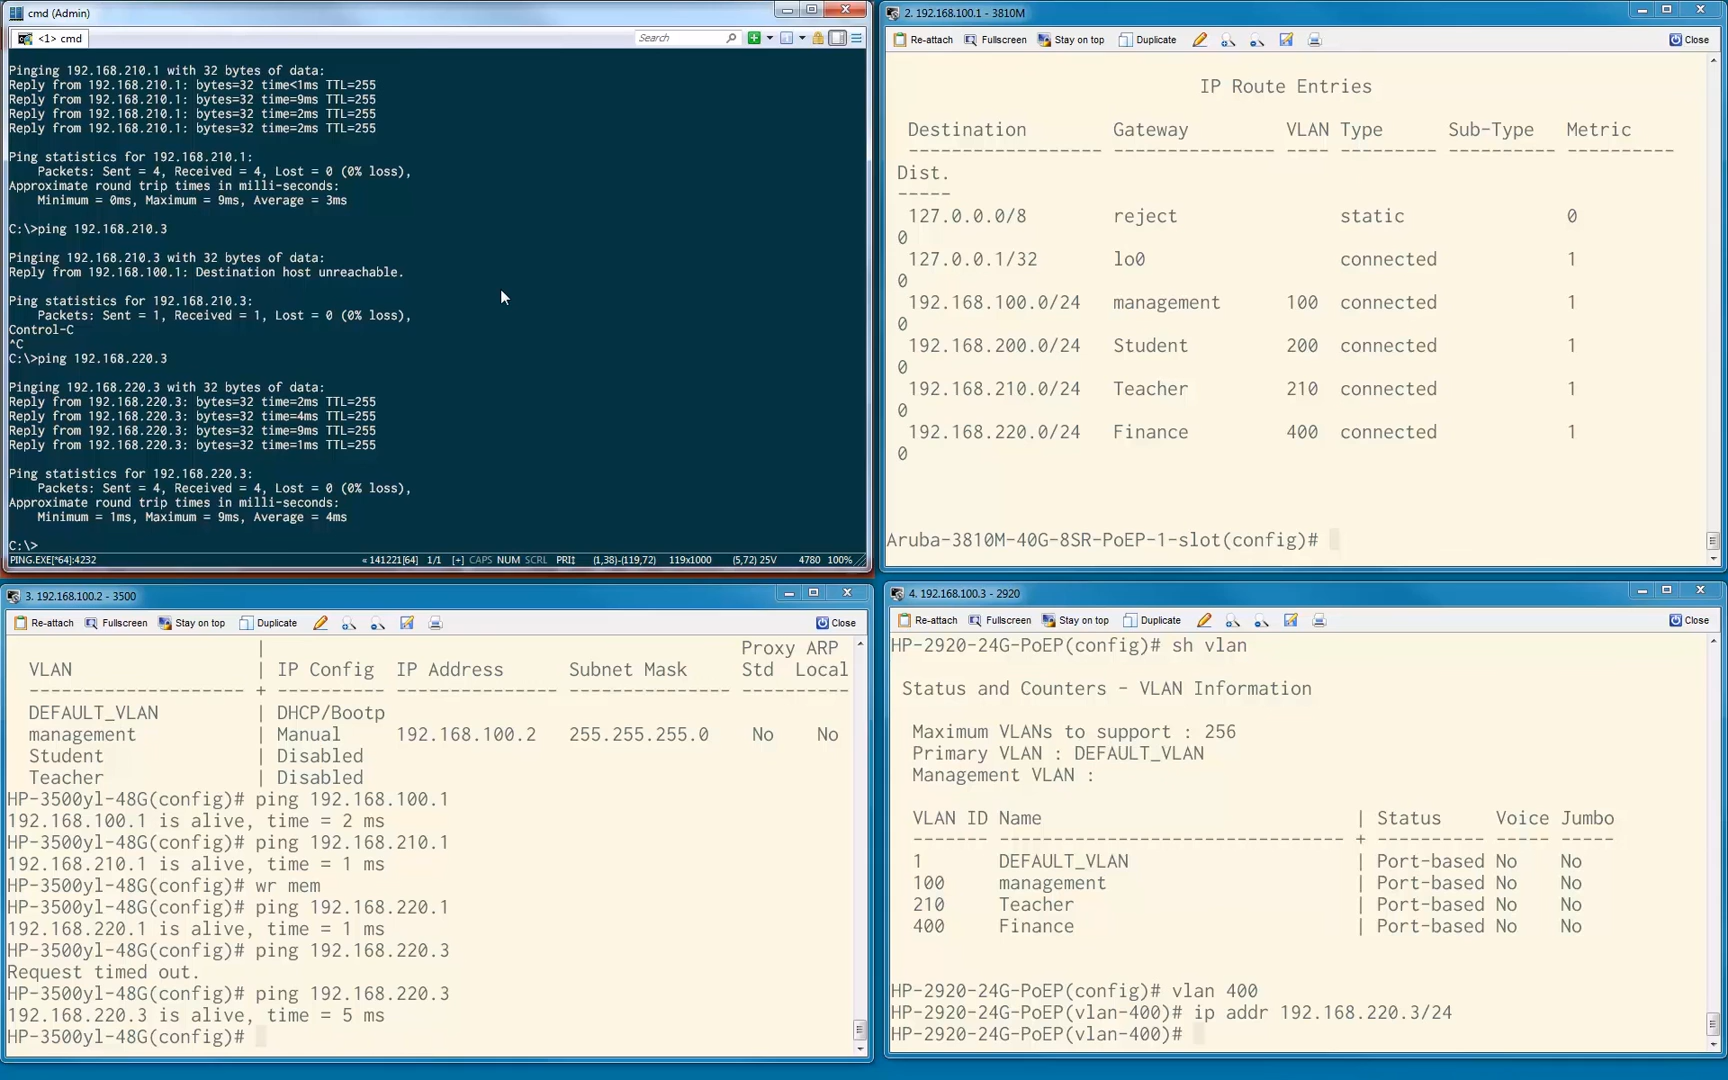 cmd (Admin)
<1> cmd
Search
Pinging 192.168.210.1 with 32 bytes of data:
Reply from 192.168.210.1: bytes=32 time<1ms TTL=255
Reply from 192.168.210.1: bytes=32 time=9ms TTL=255
Reply from 192.168.210.1: bytes=32 time=2ms TTL=255
Reply from 192.168.210.1: bytes=32 time=2ms TTL=255
Ping statistics for 192.168.210.1:
Packets: Sent = 4, Received = 4, Lost = 0 (0% loss),
Approximate round trip times in milli-seconds:
Minimum = 0ms, Maximum = 9ms, Average = 3ms
C:\>ping 192.168.210.3
Pinging 192.168.210.3 with 32 bytes of data:
Reply from 192.168.100.1: Destination host unreachable.
Ping statistics for 192.168.210.3:
Packets: Sent = 1, Received = 1, Lost = 0 (0% loss),
Control-C
^C
C:\>ping 192.168.220.3
Pinging 192.168.220.3 with 32 bytes of data:
Reply from 192.168.220.3: bytes=32 time=2ms TTL=255
Reply from 192.168.220.3: bytes=32 time=4ms TTL=255
Reply from 192.168.220.3: bytes=32 time=9ms TTL=255
Reply from 192.168.220.3: bytes=32 time=1ms TTL=255
Ping statistics for 192.168.220.3:
Packets: Sent = 4, Received = 4, Lost = 0 (0% loss),
Approximate round trip times in milli-seconds:
Minimum = 1ms, Maximum = 9ms, Average = 4ms
C:\>
PING.EXE[*64]:4232 « 141221[64] 1/1 [+] CAPS NUM SCRL PRI‡ (1,38)-(119,72) 119x1000 (5,72) 25V 4780 100%
2. 192.168.100.1 - 3810M
Re-attach Fullscreen Stay on top Duplicate Close
IP Route Entries
Destination Gateway VLAN Type Sub-Type Metric
------------------ --------------- ---- --------- ---------- ----------
Dist.
-----
127.0.0.0/8 reject static 0
0
127.0.0.1/32 lo0 connected 1
0
192.168.100.0/24 management 100 connected 1
0
192.168.200.0/24 Student 200 connected 1
0
192.168.210.0/24 Teacher 210 connected 1
0
192.168.220.0/24 Finance 400 connected 1
0
Aruba-3810M-40G-8SR-PoEP-1-slot(config)#
3. 192.168.100.2 - 3500
Re-attach Fullscreen Stay on top Duplicate Close
| Proxy ARP
VLAN | IP Config IP Address Subnet Mask Std Local
-------------------- + ---------- --------------- --------------- ----------
DEFAULT_VLAN | DHCP/Bootp
management | Manual 192.168.100.2 255.255.255.0 No No
Student | Disabled
Teacher | Disabled
HP-3500yl-48G(config)# ping 192.168.100.1
192.168.100.1 is alive, time = 2 ms
HP-3500yl-48G(config)# ping 192.168.210.1
192.168.210.1 is alive, time = 1 ms
HP-3500yl-48G(config)# wr mem
HP-3500yl-48G(config)# ping 192.168.220.1
192.168.220.1 is alive, time = 1 ms
HP-3500yl-48G(config)# ping 192.168.220.3
Request timed out.
HP-3500yl-48G(config)# ping 192.168.220.3
192.168.220.3 is alive, time = 5 ms
HP-3500yl-48G(config)#
4. 192.168.100.3 - 2920
Re-attach Fullscreen Stay on top Duplicate Close
HP-2920-24G-PoEP(config)# sh vlan
Status and Counters - VLAN Information
Maximum VLANs to support : 256
Primary VLAN : DEFAULT_VLAN
Management VLAN :
VLAN ID Name | Status Voice Jumbo
------- -------------------------------- + ---------- ----- -----
1 DEFAULT_VLAN | Port-based No No
100 management | Port-based No No
210 Teacher | Port-based No No
400 Finance | Port-based No No
HP-2920-24G-PoEP(config)# vlan 400
HP-2920-24G-PoEP(vlan-400)# ip addr 192.168.220.3/24
HP-2920-24G-PoEP(vlan-400)#